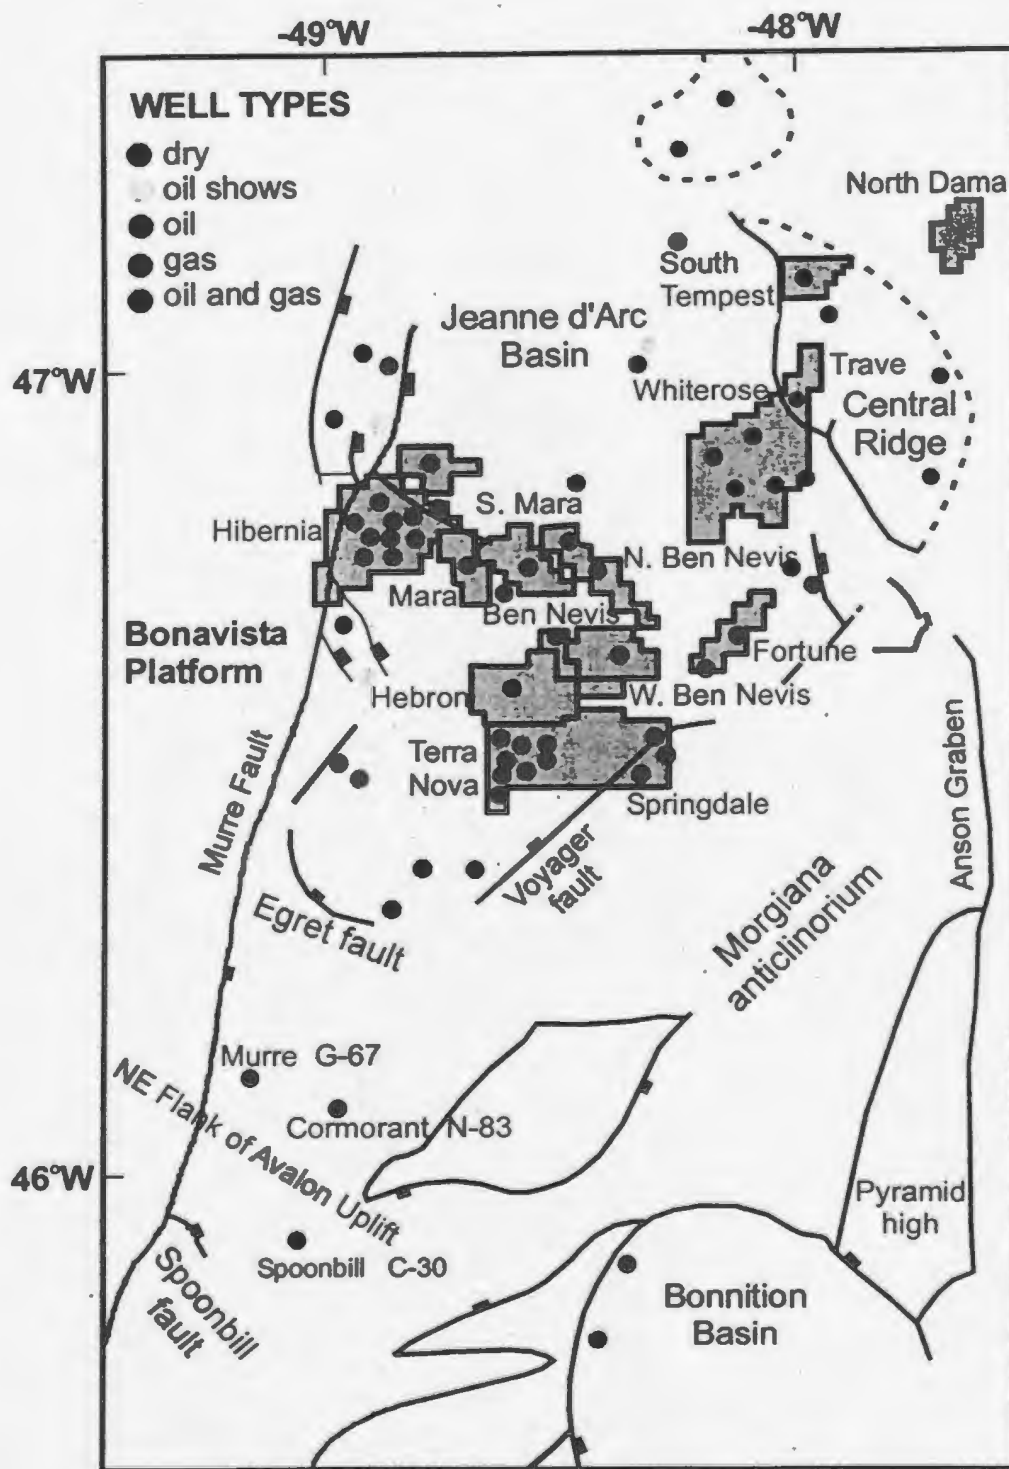 -49°W
-48°W
WELL TYPES
dry
oil shows
oil
gas
oil and gas
North Dama
South
Tempest
Jeanne d'Arc
Basin
47°W
Trave
Whiterose
Central
Ridge
S. Mara
Hibernia
N. Ben Nevis
Mara
Ben Nevis
Bonavista
Platform
Fortune
Hebron
W. Ben Nevis
Terra
Nova
Springdale
Murre Fault
Voyager
fault
Anson Graben
Egret fault
Morgiana
anticlinorium
Murre G-67
NE Flank of Avalon Uplift
Cormorant N-83
46°W
Pyramid
high
Spoonbill
fault
Spoonbill C-30
Bonnition
Basin